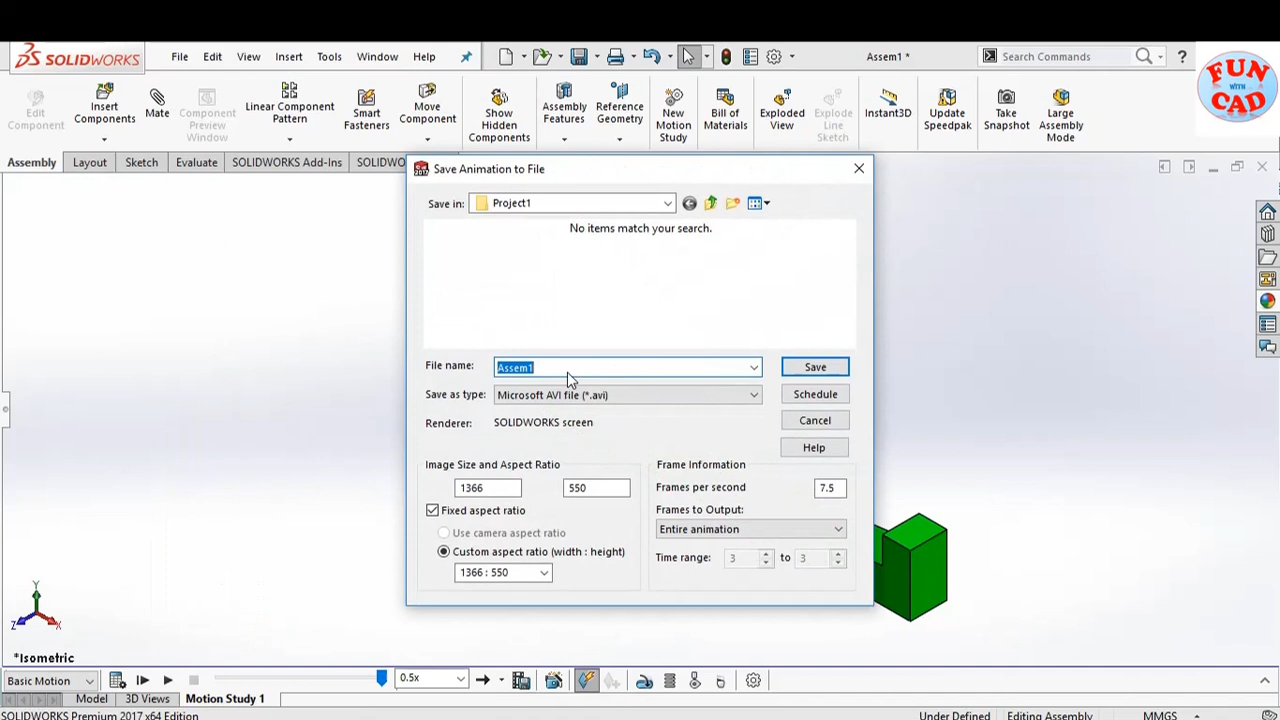 SOLIDWORKS
File Edit View Insert Tools Window Help
Assem1 *
Search Commands
?
FUN
WITH
CAD
Edit
Component
Insert
Components
Mate
Component
Preview
Window
Linear Component
Pattern
Smart
Fasteners
Move
Component
Show
Hidden
Components
Assembly
Features
Reference
Geometry
New
Motion
Study
Bill of
Materials
Exploded
View
Explode
Line
Sketch
Instant3D
Update
Speedpak
Take
Snapshot
Large
Assembly
Mode
Assembly Layout Sketch Evaluate SOLIDWORKS Add-Ins SOLIDWO
Save Animation to File
Save in: Project1
No items match your search.
File name: Assem1 Save
Save as type: Microsoft AVI file (*.avi) Schedule
Renderer: SOLIDWORKS screen Cancel
Help
Image Size and Aspect Ratio
1366 550
Fixed aspect ratio
Use camera aspect ratio
Custom aspect ratio (width : height)
1366 : 550
Frame Information
Frames per second 7.5
Frames to Output:
Entire animation
Time range: 3 to 3
Y
Z X
*Isometric
Basic Motion 0.5x
Model 3D Views Motion Study 1
SOLIDWORKS Premium 2017 x64 Edition Under Defined Editing Assembly MMGS